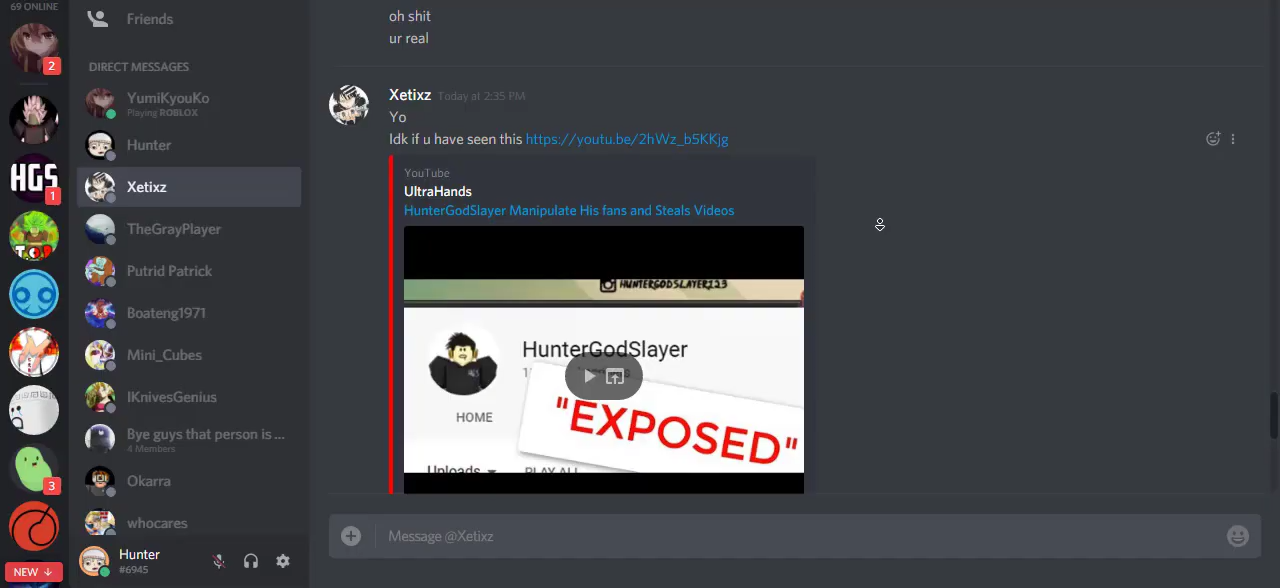 69 ONLINE
2
HGS
1
TOP
3
NEW ↓
Friends
DIRECT MESSAGES
YumiKyouKo
Playing ROBLOX
Hunter
Xetixz
TheGrayPlayer
Putrid Patrick
Boateng1971
Mini_Cubes
IKnivesGenius
Bye guys that person is ...
4 Members
Okarra
whocares
Hunter
#6945
oh shit
ur real
Xetixz Today at 2:35 PM
Yo
Idk if u have seen this https://youtu.be/2hWz_b5KKjg
YouTube
UltraHands
HunterGodSlayer Manipulate His fans and Steals Videos
HUNTERGODSLAYER123
HunterGodSlayer
HOME
"EXPOSED"
Uploads
PLAY ALL
Message @Xetixz